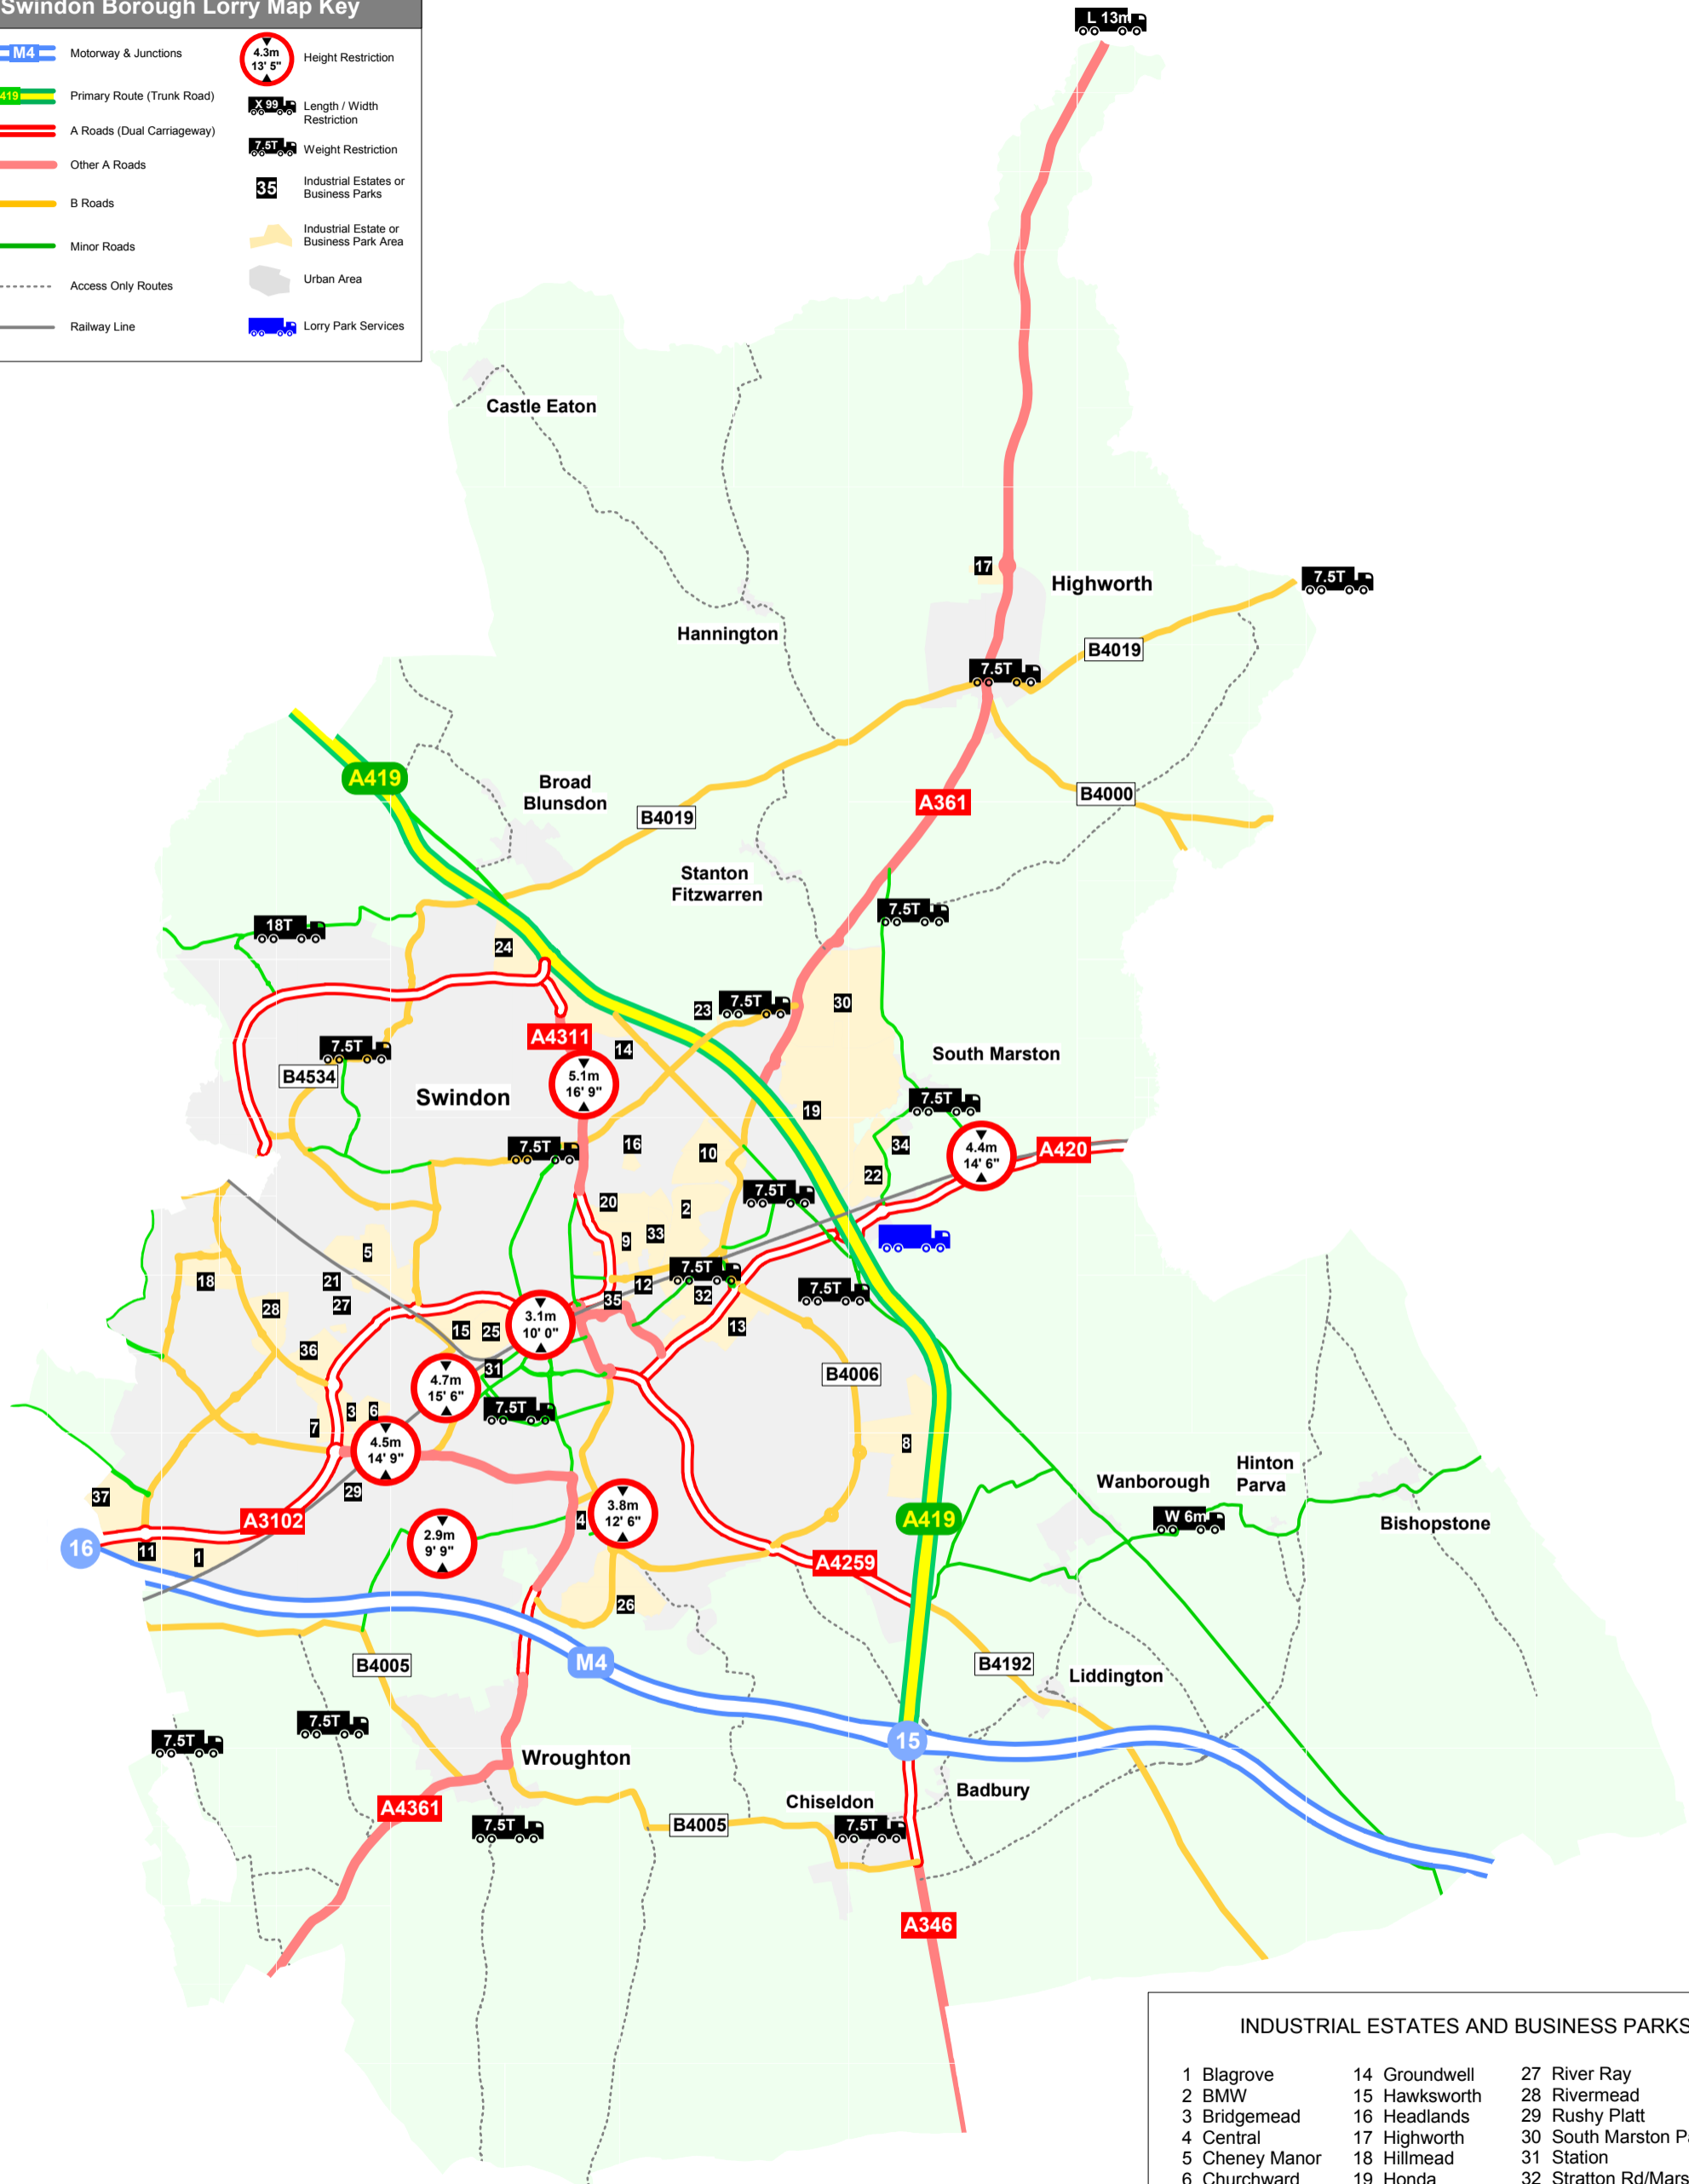 Swindon Borough Lorry Map Key
M4
Motorway & Junctions
419
Primary Route (Trunk Road)
A Roads (Dual Carriageway)
Other A Roads
B Roads
Minor Roads
Access Only Routes
Railway Line
4.3m
13' 5"
Height Restriction
X 99
Length / Width
Restriction
7.5T
Weight Restriction
35
Industrial Estates or
Business Parks
Industrial Estate or
Business Park Area
Urban Area
Lorry Park Services
L 13m
Castle Eaton
17
Highworth
7.5T
Hannington
B4019
7.5T
A419
Broad
Blunsdon
B4019
A361
B4000
Stanton
Fitzwarren
7.5T
18T
24
23
7.5T
30
A4311
14
7.5T
B4534
South Marston
5.1m
16' 9"
Swindon
19
7.5T
7.5T
16
10
34
4.4m
14' 6"
A420
22
7.5T
20
2
9
33
5
18
21
27
28
12
7.5T
32
35
7.5T
3.1m
10' 0"
15
25
13
36
31
4.7m
15' 6"
B4006
7.5T
3
6
7
4.5m
14' 9"
8
29
37
A3102
16
11
1
2.9m
9' 9"
4
3.8m
12' 6"
A419
Wanborough
Hinton
Parva
W 6m
Bishopstone
A4259
26
M4
B4005
B4192
Liddington
7.5T
7.5T
15
Wroughton
Badbury
Chiseldon
A4361
7.5T
B4005
7.5T
A346
INDUSTRIAL ESTATES AND BUSINESS PARKS
1 Blagrove
2 BMW
3 Bridgemead
4 Central
5 Cheney Manor
6 Churchward
14 Groundwell
15 Hawksworth
16 Headlands
17 Highworth
18 Hillmead
19 Honda
27 River Ray
28 Rivermead
29 Rushy Platt
30 South Marston Pa
31 Station
32 Stratton Rd/Mars